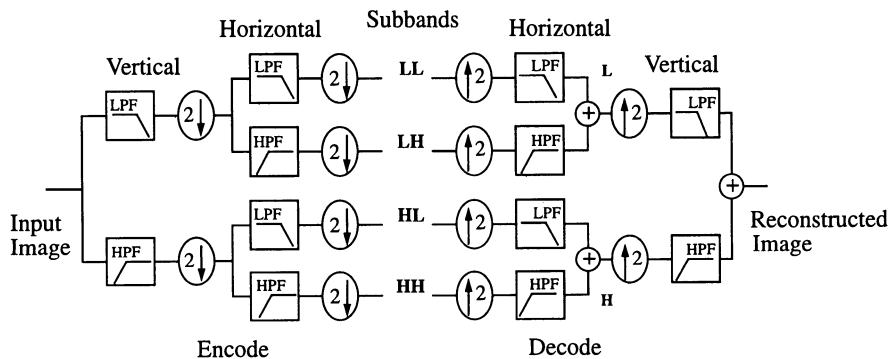 Subbands
Horizontal
Horizontal
Vertical
Vertical
LPF
2
LL
2
LPF
L
LPF
2
2
LPF
HPF
2
LH
2
HPF
Input
Image
Reconstructed
Image
LPF
2
HL
2
LPF
HPF
2
2
HPF
HPF
2
HH
2
HPF
H
Encode
Decode